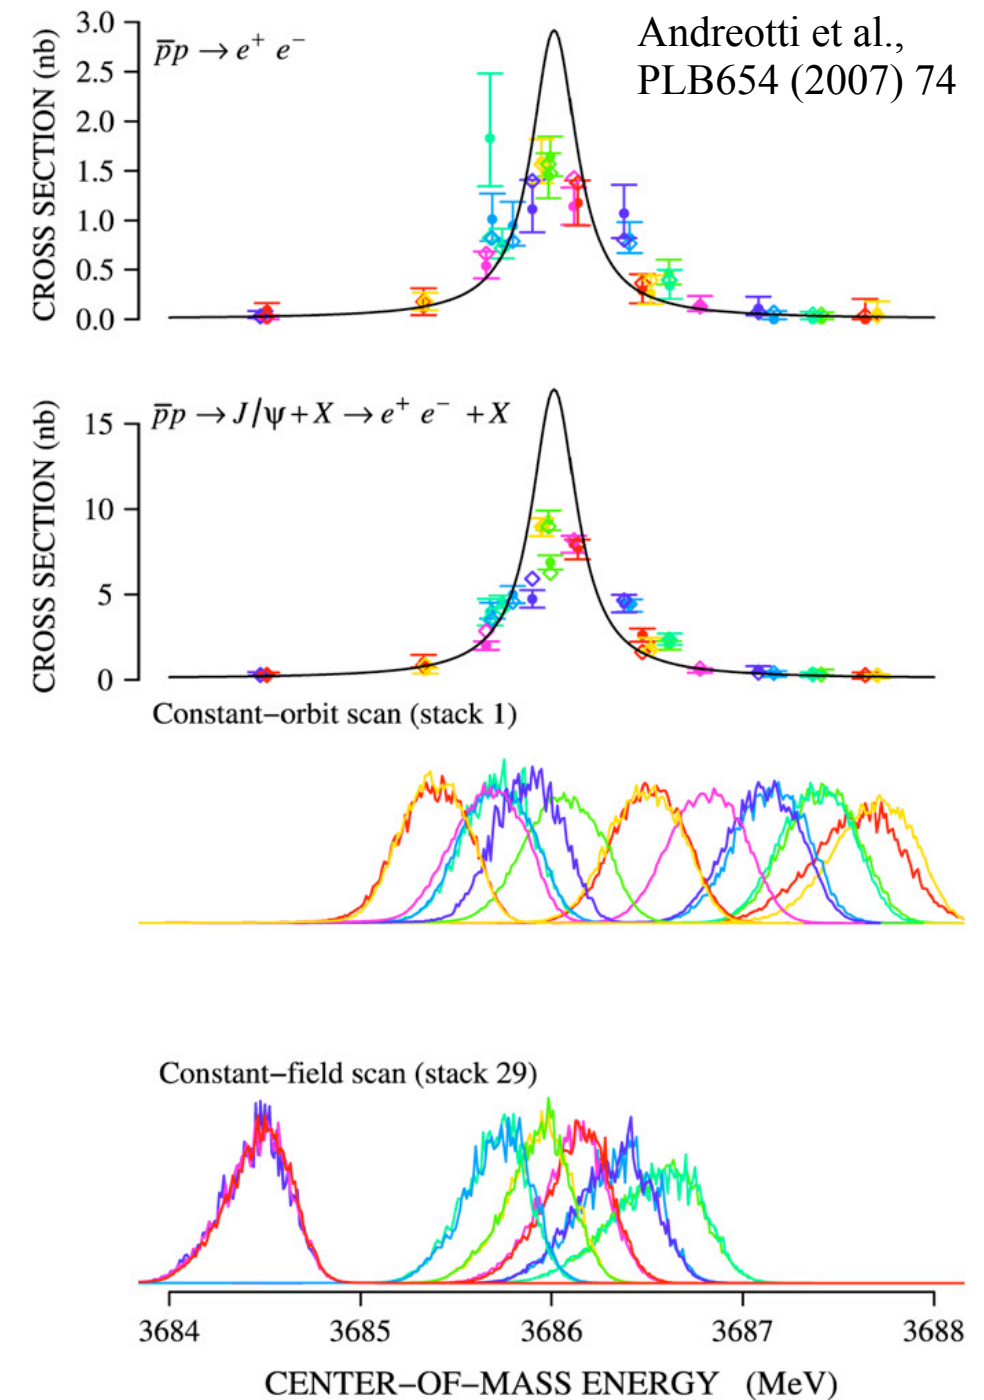 Andreotti et al.,
PLB654 (2007) 74
CROSS SECTION (nb)
3.0
2.5
2.0
1.5
1.0
0.5
0.0
p̅p → e⁺ e⁻
CROSS SECTION (nb)
15
10
5
0
p̅p → J/ψ + X → e⁺ e⁻ + X
Constant–orbit scan (stack 1)
Constant–field scan (stack 29)
3684 3685 3686 3687 3688
CENTER–OF–MASS ENERGY (MeV)